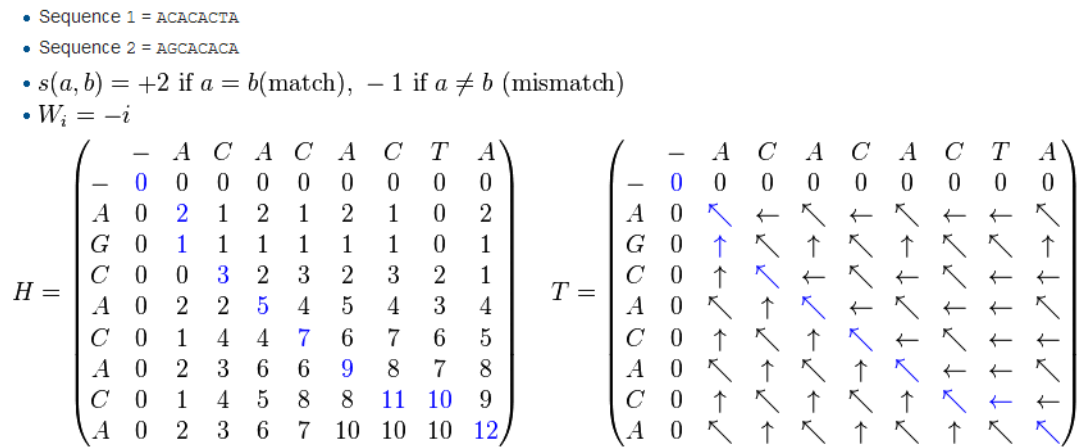 • Sequence 1 = ACACACTA
• Sequence 2 = AGCACACA
• s(a, b) = +2 if a = b(match), − 1 if a ≠ b (mismatch)
• W_i = −i
− A C A C A C T A − A C A C A C T A
− 0 0 0 0 0 0 0 0 0 − 0 0 0 0 0 0 0 0 0
A 0 2 1 2 1 2 1 0 2 A 0 ↖ ← ↖ ← ↖ ← ← ↖
G 0 1 1 1 1 1 1 0 1 G 0 ↑ ↖ ↑ ↖ ↑ ↖ ↖ ↑
C 0 0 3 2 3 2 3 2 1 C 0 ↑ ↖ ← ↖ ← ↖ ← ←
H = A 0 2 2 5 4 5 4 3 4 T = A 0 ↖ ↑ ↖ ← ↖ ← ← ↖
C 0 1 4 4 7 6 7 6 5 C 0 ↑ ↖ ↑ ↖ ← ↖ ← ←
A 0 2 3 6 6 9 8 7 8 A 0 ↖ ↑ ↖ ↑ ↖ ← ← ↖
C 0 1 4 5 8 8 11 10 9 C 0 ↑ ↖ ↑ ↖ ↑ ↖ ← ←
A 0 2 3 6 7 10 10 10 12 A 0 ↖ ↑ ↖ ↑ ↖ ↑ ↖ ↖